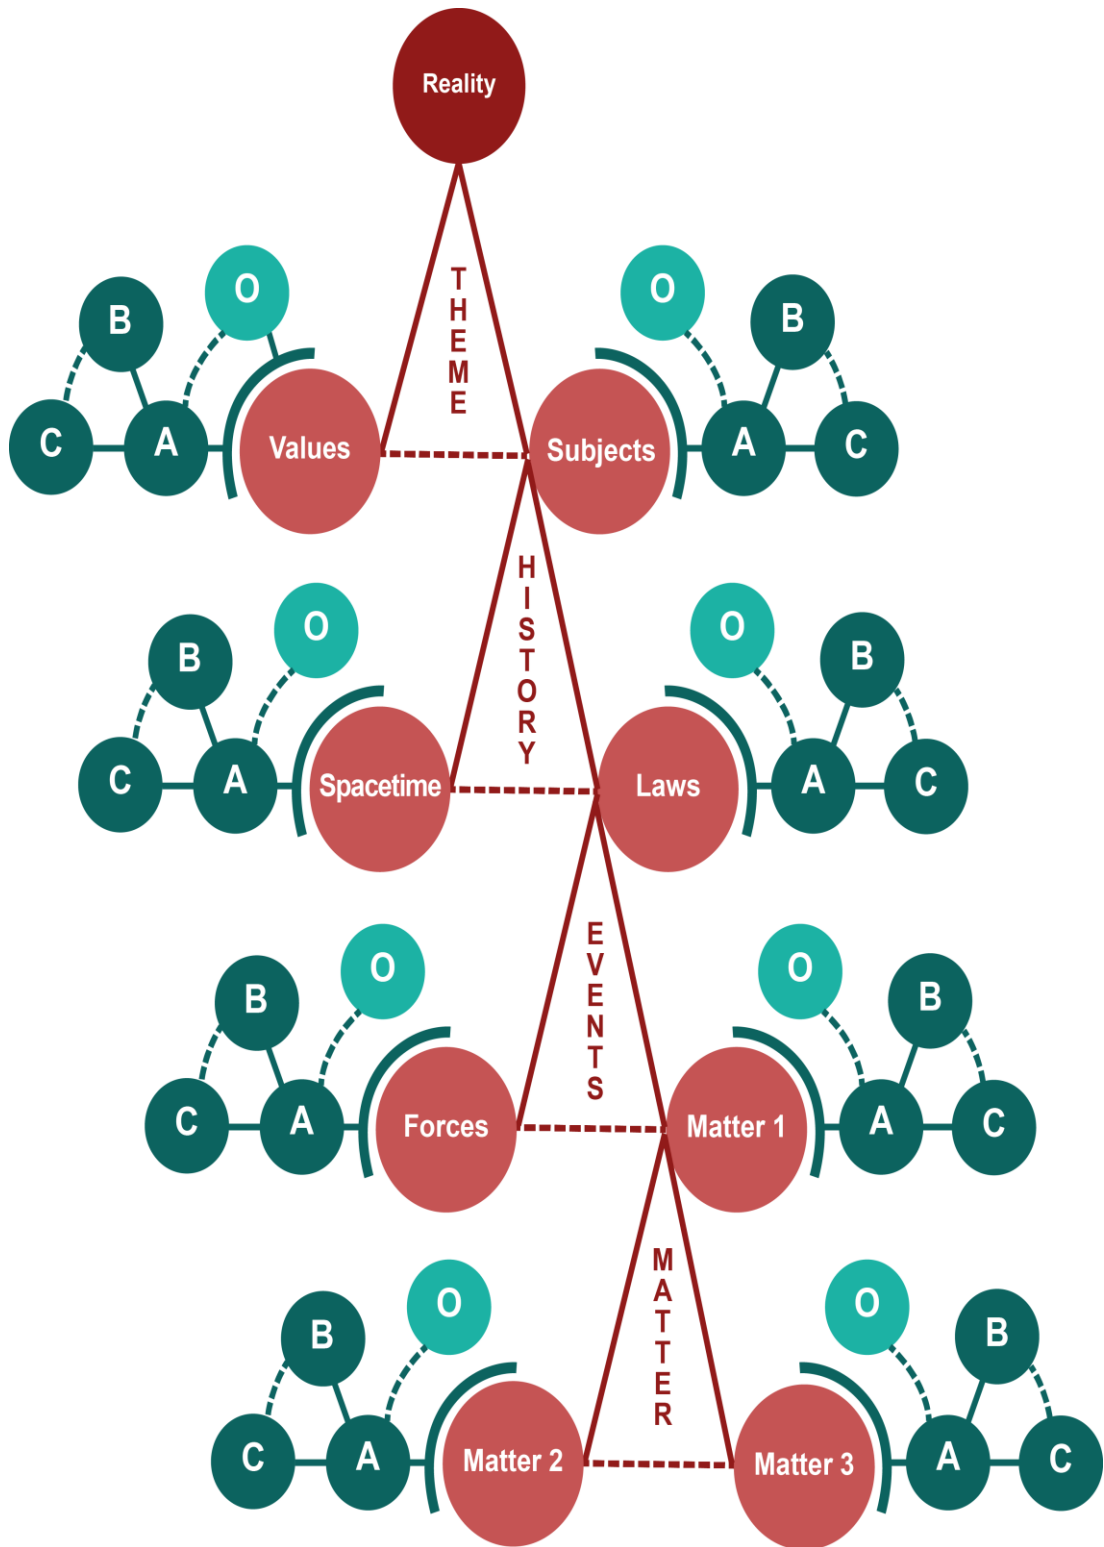 Reality
THEME
O
O
B
B
C
A
Values
Subjects
A
C
HISTORY
O
O
B
B
C
A
Spacetime
Laws
A
C
EVENTS
O
O
B
B
C
A
Forces
Matter 1
A
C
MATTER
O
O
B
B
C
A
Matter 2
Matter 3
A
C